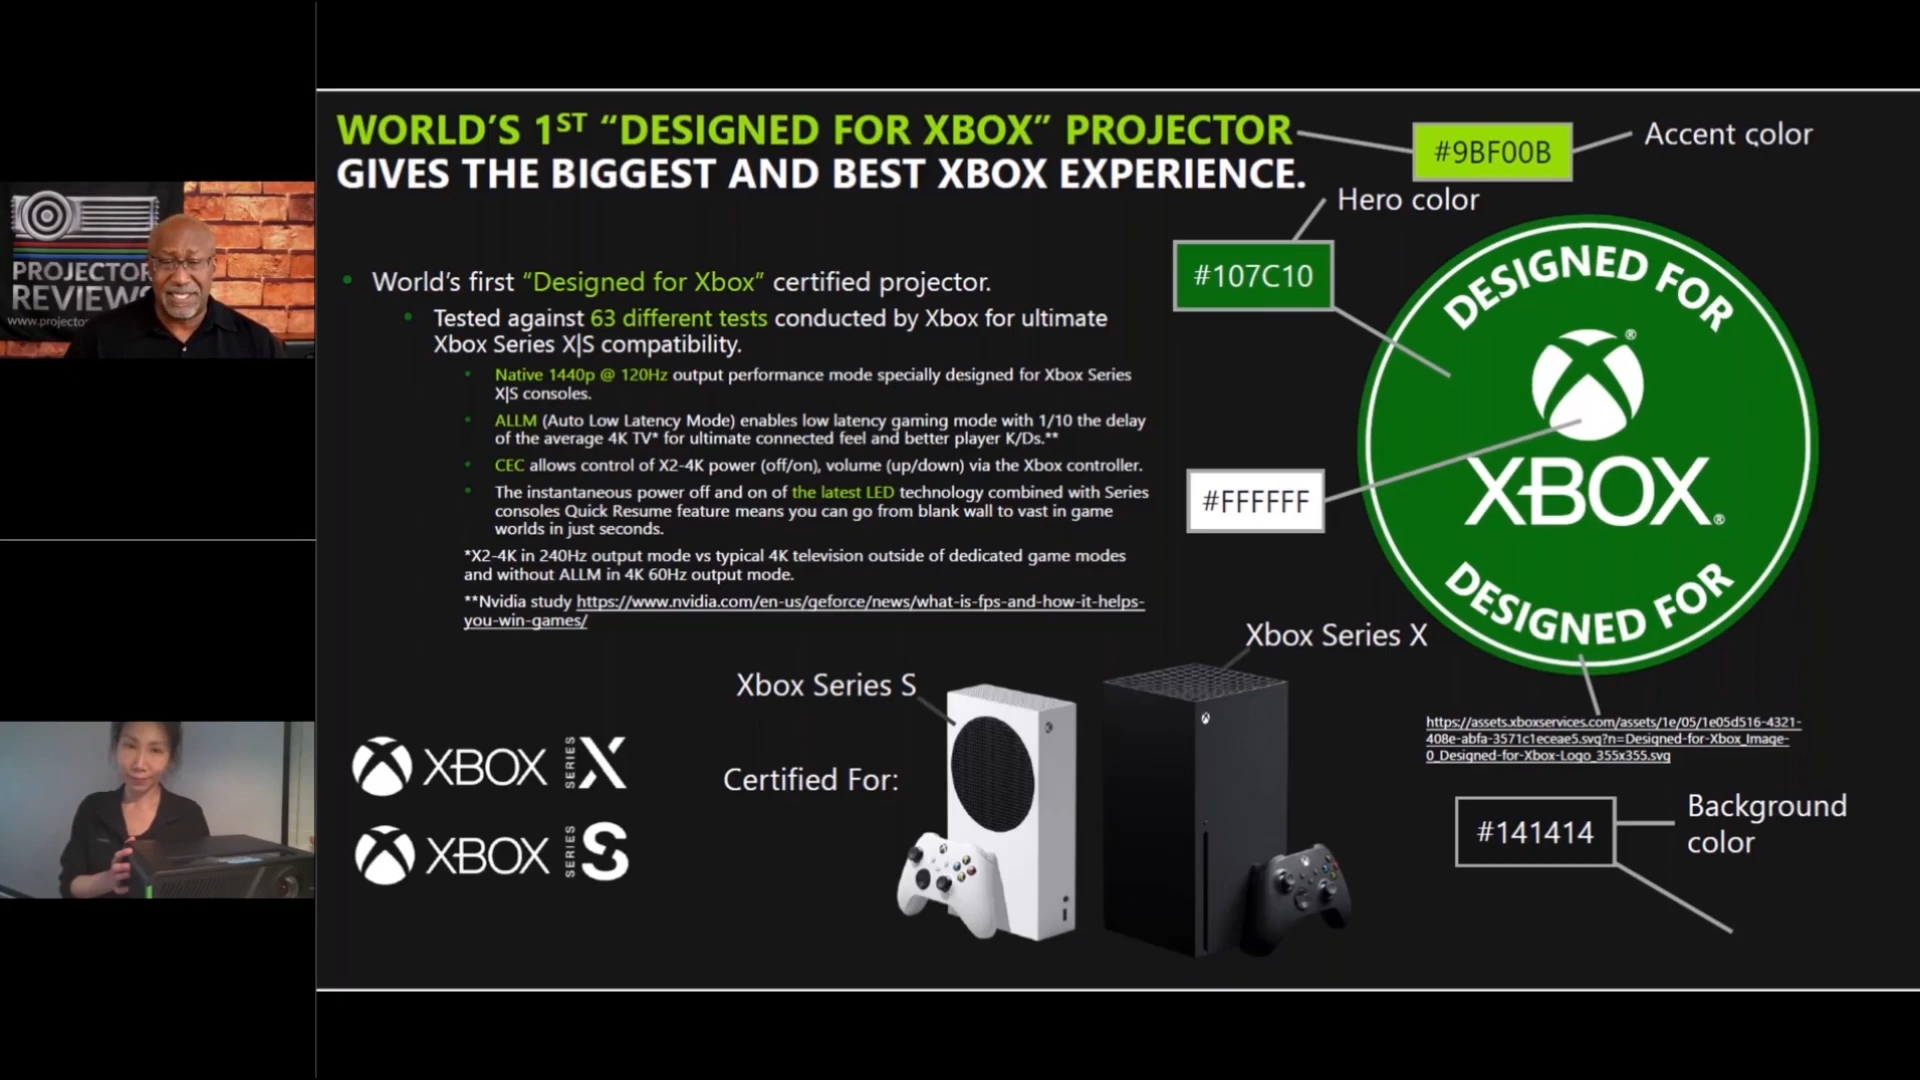 WORLD'S 1ST “DESIGNED FOR XBOX” PROJECTOR
GIVES THE BIGGEST AND BEST XBOX EXPERIENCE.
#9BF00B
Accent color
Hero color
#107C10
• World's first “Designed for Xbox” certified projector.
• Tested against 63 different tests conducted by Xbox for ultimate
Xbox Series X|S compatibility.
• Native 1440p @ 120Hz output performance mode specially designed for Xbox Series
X|S consoles.
• ALLM (Auto Low Latency Mode) enables low latency gaming mode with 1/10 the delay
of the average 4K TV* for ultimate connected feel and better player K/Ds.**
• CEC allows control of X2-4K power (off/on), volume (up/down) via the Xbox controller.
• The instantaneous power off and on of the latest LED technology combined with Series
consoles Quick Resume feature means you can go from blank wall to vast in game
worlds in just seconds.
*X2-4K in 240Hz output mode vs typical 4K television outside of dedicated game modes
and without ALLM in 4K 60Hz output mode.
**Nvidia study https://www.nvidia.com/en-us/geforce/news/what-is-fps-and-how-it-helps-
you-win-games/
DESIGNED FOR
®
XBOX®
DESIGNED FOR
#FFFFFF
Xbox Series X
Xbox Series S
Certified For:
XBOX SERIES X
XBOX SERIES S
https://assets.xboxservices.com/assets/1e/05/1e05d516-4321-
408e-abfa-3571c1eceae5.svg?n=Designed-for-Xbox_Image-
0_Designed-for-Xbox-Logo_355x355.svg
#141414
Background
color
PROJECTOR
REVIEWS
www.projecto